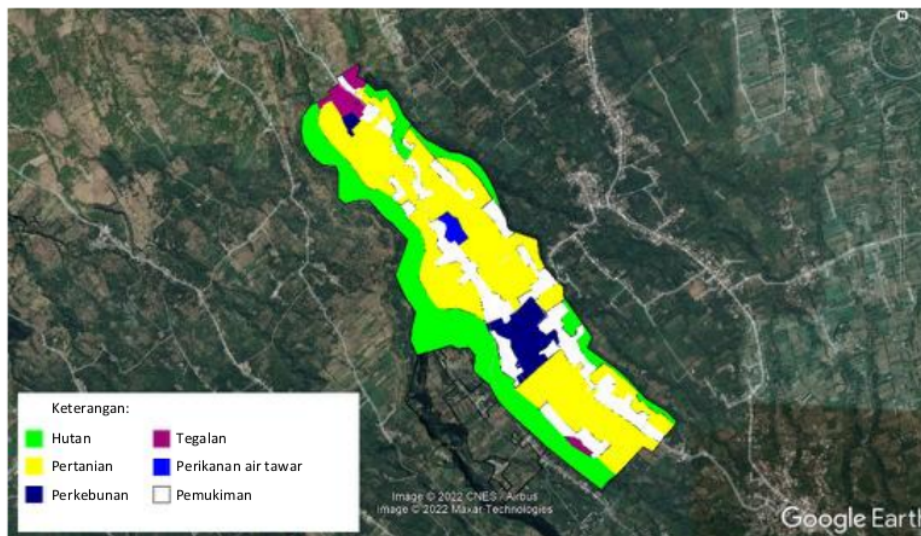 Keterangan:
Hutan
Tegalan
Pertanian
Perikanan air tawar
Perkebunan
Pemukiman
Image © 2022 CNES / Airbus
Image © 2022 Maxar Technologies
Google Earth